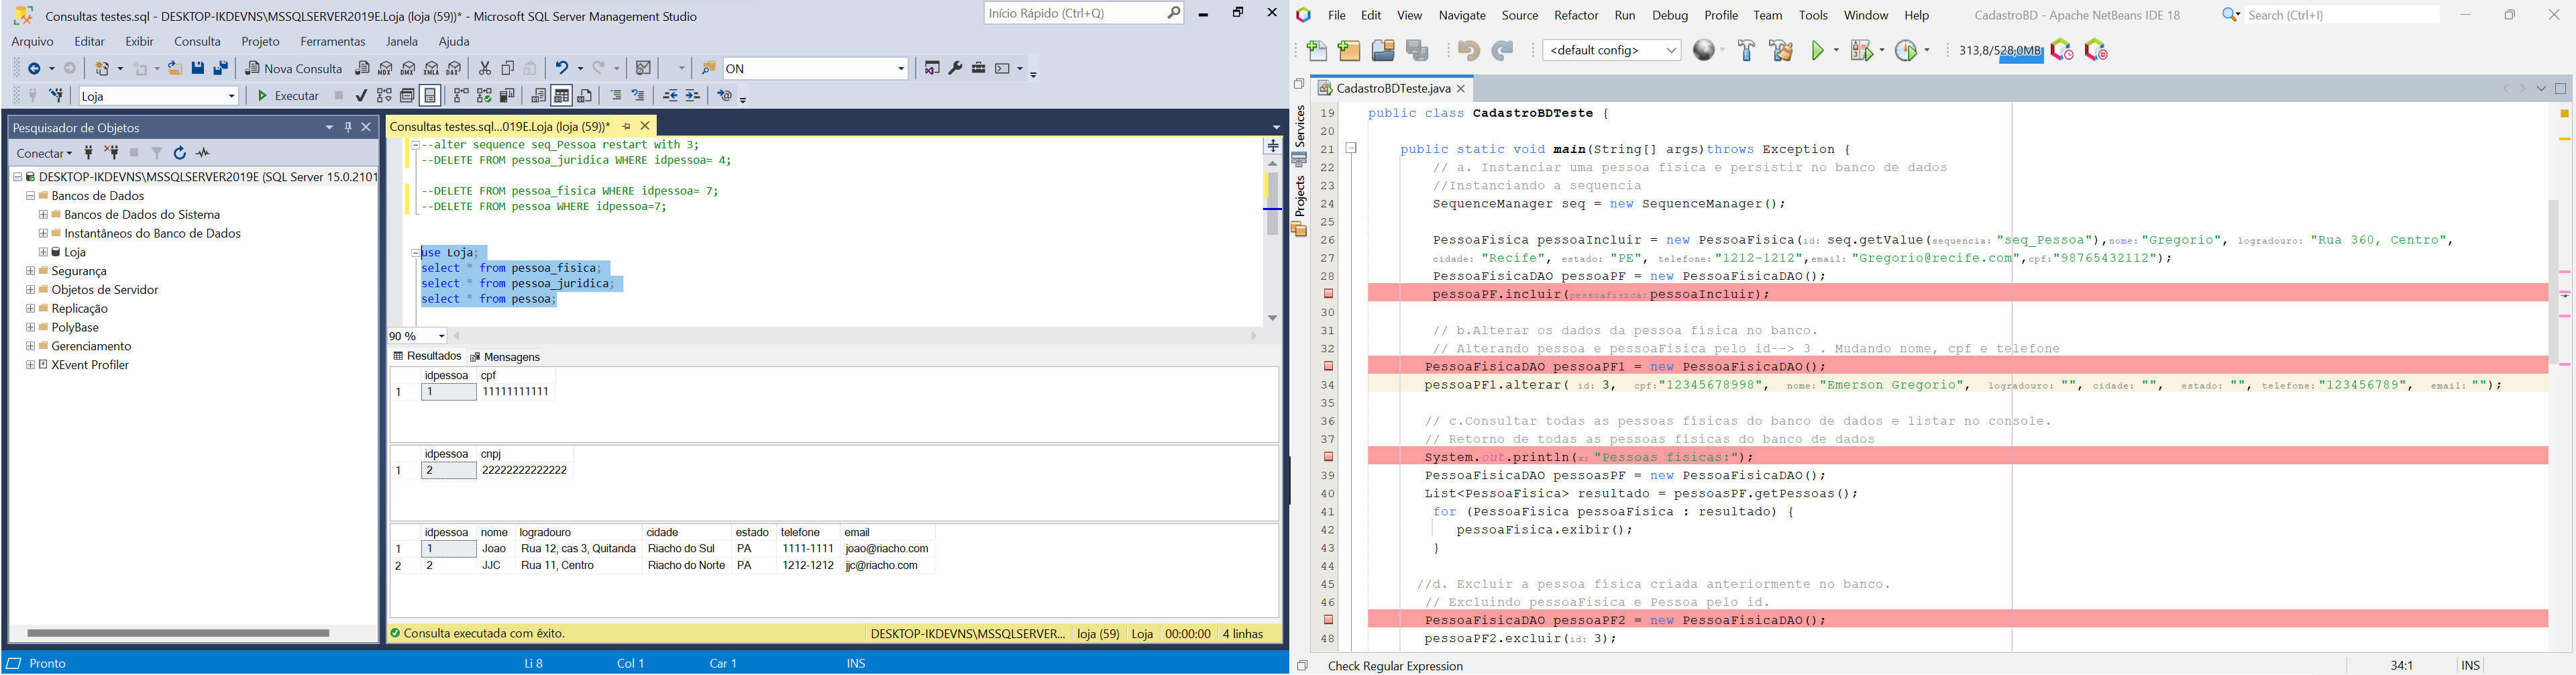 Consultas testes.sql - DESKTOP-IKDEVNS\MSSQLSERVER2019E.Loja (loja (59))* - Microsoft SQL Server Management Studio
Início Rápido (Ctrl+Q)
Arquivo Editar Exibir Consulta Projeto Ferramentas Janela Ajuda
Nova Consulta MDX DMX XMLA DAX ON
Loja Executar
Pesquisador de Objetos
Conectar
DESKTOP-IKDEVNS\MSSQLSERVER2019E (SQL Server 15.0.2101
Bancos de Dados
Bancos de Dados do Sistema
Instantâneos do Banco de Dados
Loja
Segurança
Objetos de Servidor
Replicação
PolyBase
Gerenciamento
XEvent Profiler
Consultas testes.sql...019E.Loja (loja (59))*
--alter sequence seq_Pessoa restart with 3;
--DELETE FROM pessoa_juridica WHERE idpessoa= 4;
--DELETE FROM pessoa_fisica WHERE idpessoa= 7;
--DELETE FROM pessoa WHERE idpessoa=7;
use Loja;
select * from pessoa_fisica;
select * from pessoa_juridica;
select * from pessoa;
90 %
Resultados Mensagens
idpessoa cpf
1 1 11111111111
idpessoa cnpj
1 2 22222222222222
idpessoa nome logradouro cidade estado telefone email
1 1 Joao Rua 12, cas 3, Quitanda Riacho do Sul PA 1111-1111 joao@riacho.com
2 2 JJC Rua 11, Centro Riacho do Norte PA 1212-1212 jjc@riacho.com
Consulta executada com êxito. DESKTOP-IKDEVNS\MSSQLSERVER... loja (59) Loja 00:00:00 4 linhas
Pronto Li 8 Col 1 Car 1 INS
File Edit View Navigate Source Refactor Run Debug Profile Team Tools Window Help CadastroBD - Apache NetBeans IDE 18 Search (Ctrl+I)
<default config> 313,8/528,0MB
CadastroBDTeste.java
Services
Projects
19 public class CadastroBDTeste {
20
21 public static void main(String[] args)throws Exception {
22 // a. Instanciar uma pessoa física e persistir no banco de dados
23 //Instanciando a sequencia
24 SequenceManager seq = new SequenceManager();
25
26 PessoaFisica pessoaIncluir = new PessoaFisica(id: seq.getValue(sequencia: "seq_Pessoa"),nome: "Gregorio", logradouro: "Rua 360, Centro",
27 cidade: "Recife", estado: "PE", telefone: "1212-1212",email: "Gregorio@recife.com",cpf: "98765432112");
28 PessoaFisicaDAO pessoaPF = new PessoaFisicaDAO();
pessoaPF.incluir(pessoafisica: pessoaIncluir);
30
31 // b.Alterar os dados da pessoa física no banco.
32 // Alterando pessoa e pessoaFisica pelo id--> 3 . Mudando nome, cpf e telefone
PessoaFisicaDAO pessoaPF1 = new PessoaFisicaDAO();
34 pessoaPF1.alterar( id: 3, cpf: "12345678998", nome: "Emerson Gregorio", logradouro: "", cidade: "", estado: "", telefone: "123456789", email: "");
35
36 // c.Consultar todas as pessoas físicas do banco de dados e listar no console.
37 // Retorno de todas as pessoas físicas do banco de dados
System.out.println(x: "Pessoas físicas:");
39 PessoaFisicaDAO pessoasPF = new PessoaFisicaDAO();
40 List<PessoaFisica> resultado = pessoasPF.getPessoas();
41 for (PessoaFisica pessoaFisica : resultado) {
42 pessoaFisica.exibir();
43 }
44
45 //d. Excluir a pessoa física criada anteriormente no banco.
46 // Excluindo pessoaFisica e Pessoa pelo id.
PessoaFisicaDAO pessoaPF2 = new PessoaFisicaDAO();
48 pessoaPF2.excluir(id: 3);
Check Regular Expression 34:1 INS